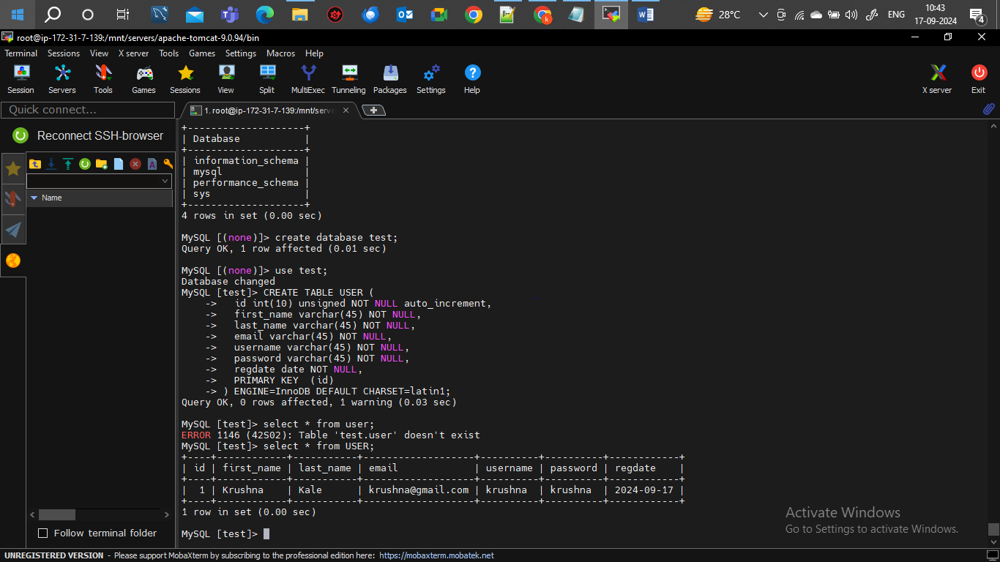 28°C
ENG
10:43
17-09-2024
4
root@ip-172-31-7-139:/mnt/servers/apache-tomcat-9.0.94/bin
Terminal Sessions View X server Tools Games Settings Macros Help
Session Servers Tools Games Sessions View Split MultiExec Tunneling Packages Settings Help X server Exit
Quick connect...
1. root@ip-172-31-7-139:/mnt/serve
Reconnect SSH-browser
Name
Follow terminal folder
+--------------------+
| Database           |
+--------------------+
| information_schema |
| mysql              |
| performance_schema |
| sys                |
+--------------------+
4 rows in set (0.00 sec)
MySQL [(none)]> create database test;
Query OK, 1 row affected (0.01 sec)
MySQL [(none)]> use test;
Database changed
MySQL [test]> CREATE TABLE USER (
    ->   id int(10) unsigned NOT NULL auto_increment,
    ->   first_name varchar(45) NOT NULL,
    ->   last_name varchar(45) NOT NULL,
    ->   email varchar(45) NOT NULL,
    ->   username varchar(45) NOT NULL,
    ->   password varchar(45) NOT NULL,
    ->   regdate date NOT NULL,
    ->   PRIMARY KEY  (id)
    -> ) ENGINE=InnoDB DEFAULT CHARSET=latin1;
Query OK, 0 rows affected, 1 warning (0.03 sec)
MySQL [test]> select * from user;
ERROR 1146 (42S02): Table 'test.user' doesn't exist
MySQL [test]> select * from USER;
+----+------------+-----------+-------------------+----------+----------+------------+
| id | first_name | last_name | email             | username | password | regdate    |
+----+------------+-----------+-------------------+----------+----------+------------+
|  1 | Krushna    | Kale      | krushna@gmail.com | krushna  | krushna  | 2024-09-17 |
+----+------------+-----------+-------------------+----------+----------+------------+
1 row in set (0.00 sec)
MySQL [test]>
Activate Windows
Go to Settings to activate Windows.
UNREGISTERED VERSION - Please support MobaXterm by subscribing to the professional edition here: https://mobaxterm.mobatek.net